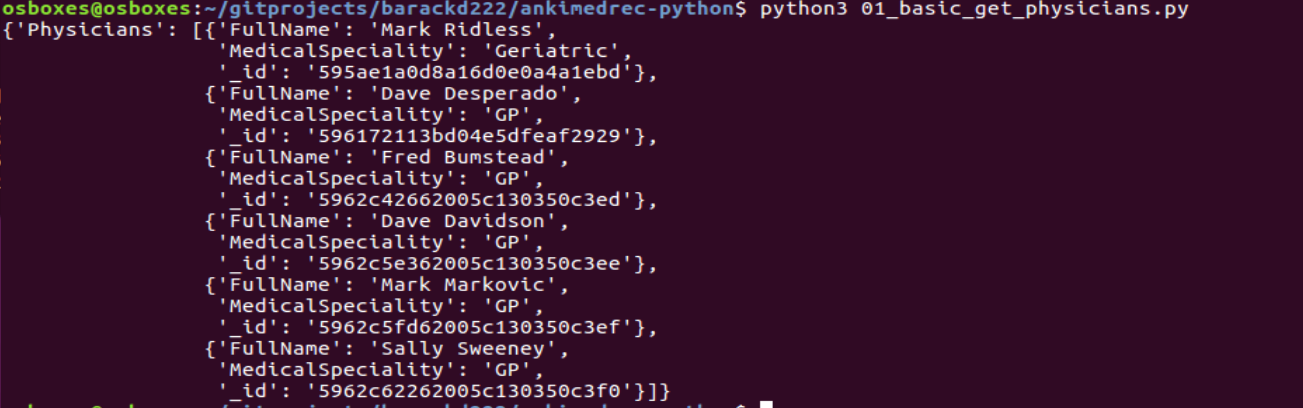 osboxes@osboxes:~/gitprojects/barackd222/ankimedrec-python$ python3 01_basic_get_physicians.py
{'Physicians': [{'FullName': 'Mark Ridless',
                 'MedicalSpeciality': 'Geriatric',
                 '_id': '595ae1a0d8a16d0e0a4a1ebd'},
                {'FullName': 'Dave Desperado',
                 'MedicalSpeciality': 'GP',
                 '_id': '596172113bd04e5dfeaf2929'},
                {'FullName': 'Fred Bumstead',
                 'MedicalSpeciality': 'GP',
                 '_id': '5962c42662005c130350c3ed'},
                {'FullName': 'Dave Davidson',
                 'MedicalSpeciality': 'GP',
                 '_id': '5962c5e362005c130350c3ee'},
                {'FullName': 'Mark Markovic',
                 'MedicalSpeciality': 'GP',
                 '_id': '5962c5fd62005c130350c3ef'},
                {'FullName': 'Sally Sweeney',
                 'MedicalSpeciality': 'GP',
                 '_id': '5962c62262005c130350c3f0'}]}